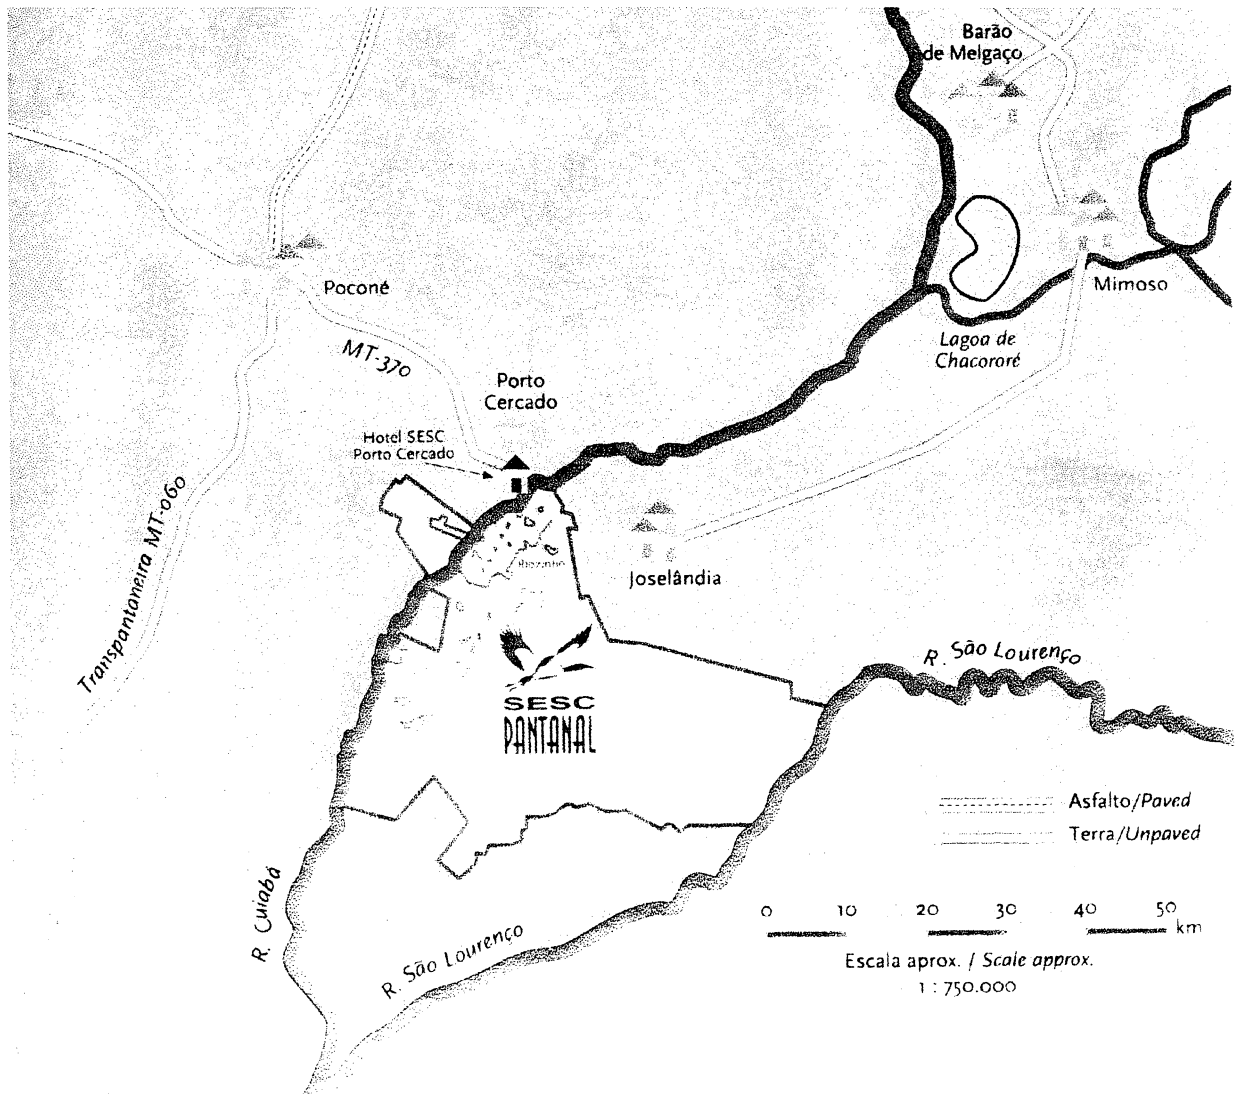 Barão
de Melgaço
Poconé
Mimoso
MT-370
Lagoa de
Chacororé
Porto
Cercado
Hotel SESC
Porto Cercado
Transpantaneira MT-060
Riozinho
Joselândia
R. São Lourenço
SESC
PANTANAL
Asfalto/Paved
Terra/Unpaved
R. Cuiabá
R. São Lourenço
0 10 20 30 40 50
km
Escala aprox. / Scale approx.
1 : 750.000